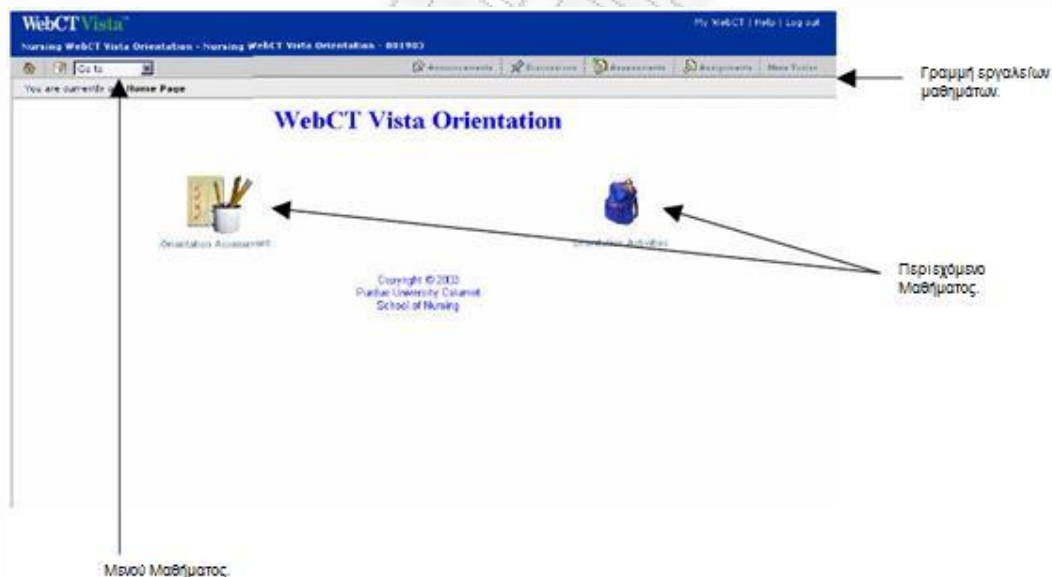 WebCT Vista™
My WebCT | Help | Log out
Nursing WebCT Vista Orientation - Nursing WebCT Vista Orientation - 001903
Go to
Announcements | Discussions | Assessments | Assignments | More Tools
You are currently Home Page
WebCT Vista Orientation
Orientation Assessment
Orientation Activities
Copyright © 2003
Purdue University Calumet
School of Nursing
Γραμμή εργαλείων
μαθημάτων.
Περιεχόμενο
Μαθήματος.
Μενού Μαθήματος.